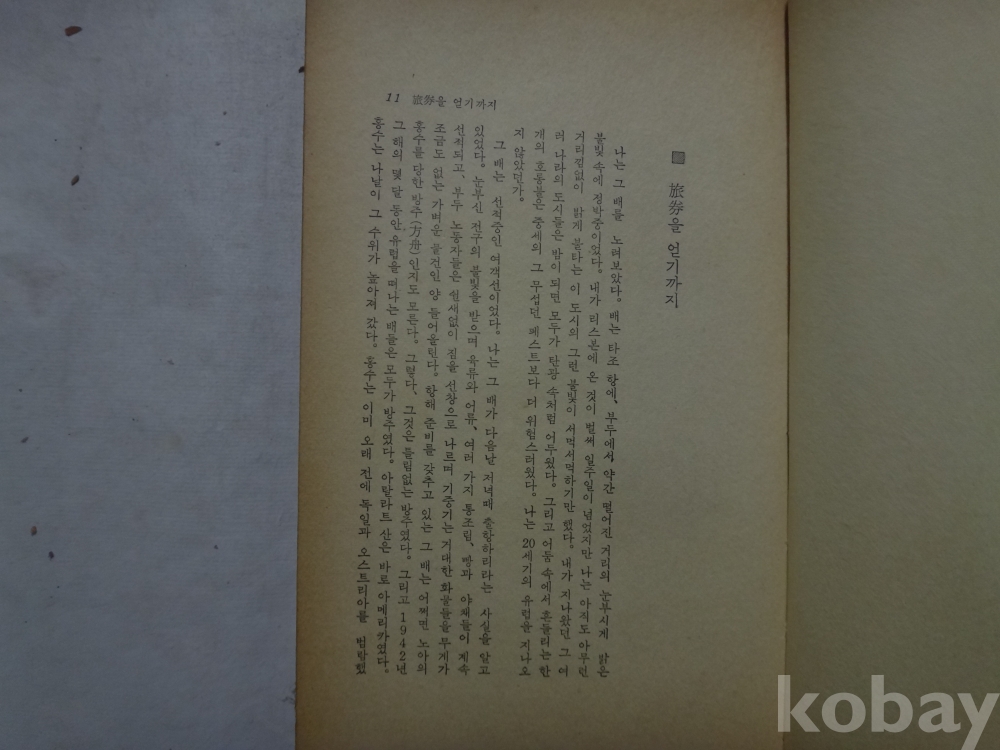 11 旅券을 얻기까지
■ 旅券을 얻기까지
나는 그 배를 노려보았다. 배는 타조 항에, 부두에서 약간 떨어진 거리의 눈부시게 맑은
불빛 속에 정박중이었다. 내가 리스본에 온 것이 벌써 일주일이 넘었지만 나는 아직도 아무런
거리낌없이 밝게 불타는 이 도시의 그런 불빛이 서먹서먹하기만 했다. 내가 지나왔던 그 여
러 나라의 도시들은 밤이 되면 모두가 탄광 속처럼 어두웠다. 그리고 어둠 속에서 흔들리는 한
개의 호롱불은 중세의 그 무섭던 페스트보다 더 위험스러웠다. 나는 20세기의 유럽을 지나오
지 않았던가.
그 배는 선적중인 여객선이었다. 나는 그 배가 다음날 저녁때 출항하리라는 사실을 알고
있었다. 눈부신 전구의 불빛을 받으며 육류와 어류, 여러 가지 통조림, 빵과 야채들이 계속
선적되고, 부두 노동자들은 쉴새없이 짐을 선창으로 나르며 기중기는 거대한 화물들을 무게가
조금도 없는 가벼운 물건인 양 들어올린다. 항해 준비를 갖추고 있는 그 배는 어쩌면 노아의
홍수를 당한 방주(方舟)인지도 모른다. 그렇다, 그것은 틀림없는 방주였다. 그리고 1942년
그 해의 몇 달 동안 유럽을 떠나는 배들은 모두가 방주였다. 아랄라트 산은 바로 아메리카였다.
홍수는 나날이 그 수위가 높아져 갔다. 홍수는 이미 오래 전에 독일과 오스트리아를 범람했
kobay